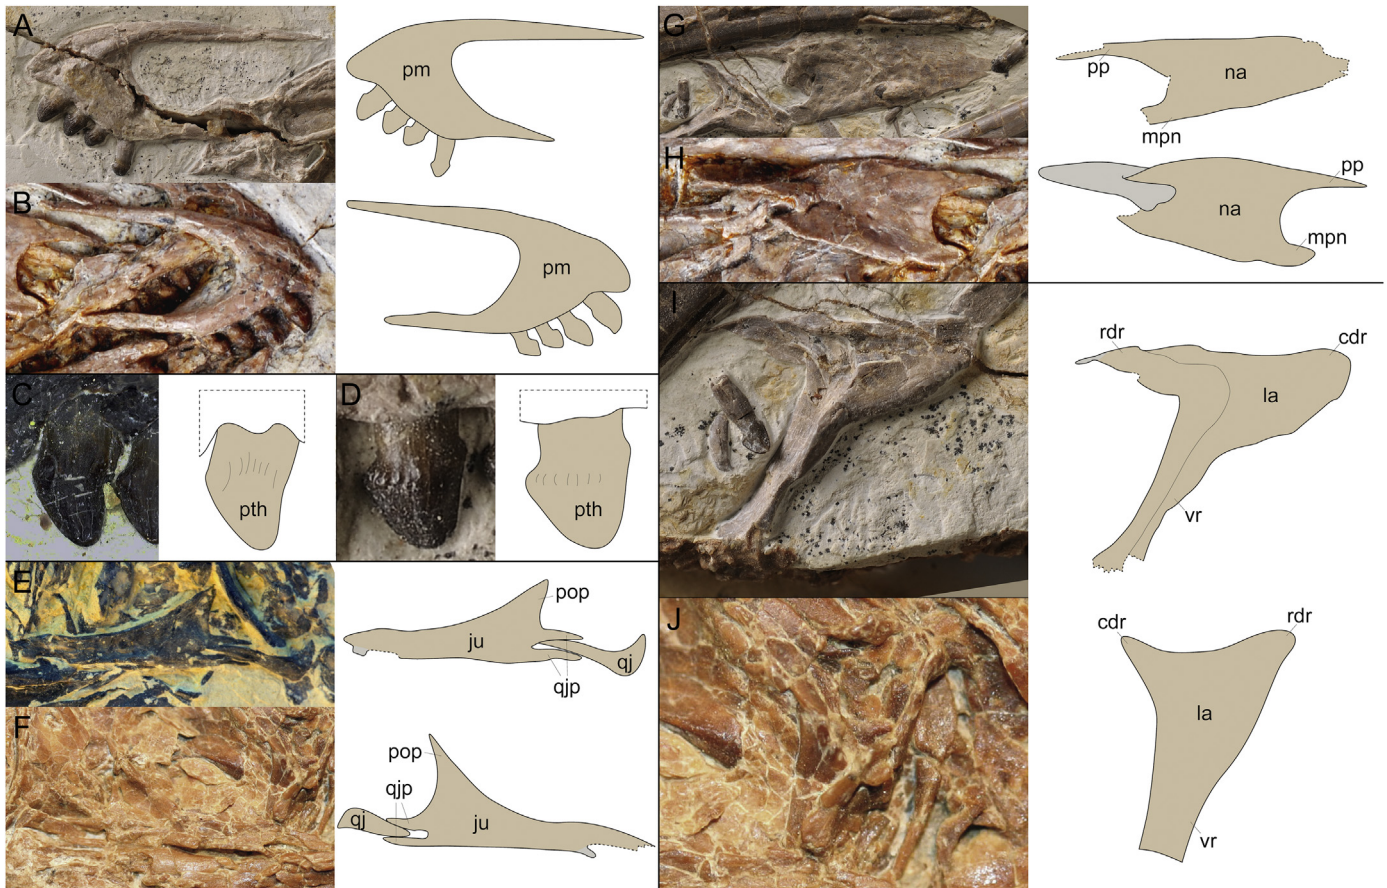 A
pm
B
pm
C
pth
D
pth
E
pop
ju
qj
qjp
F
pop
qjp
qj
ju
G
pp
na
mpn
H
pp
na
mpn
I
rdr
cdr
la
vr
J
cdr
rdr
la
vr